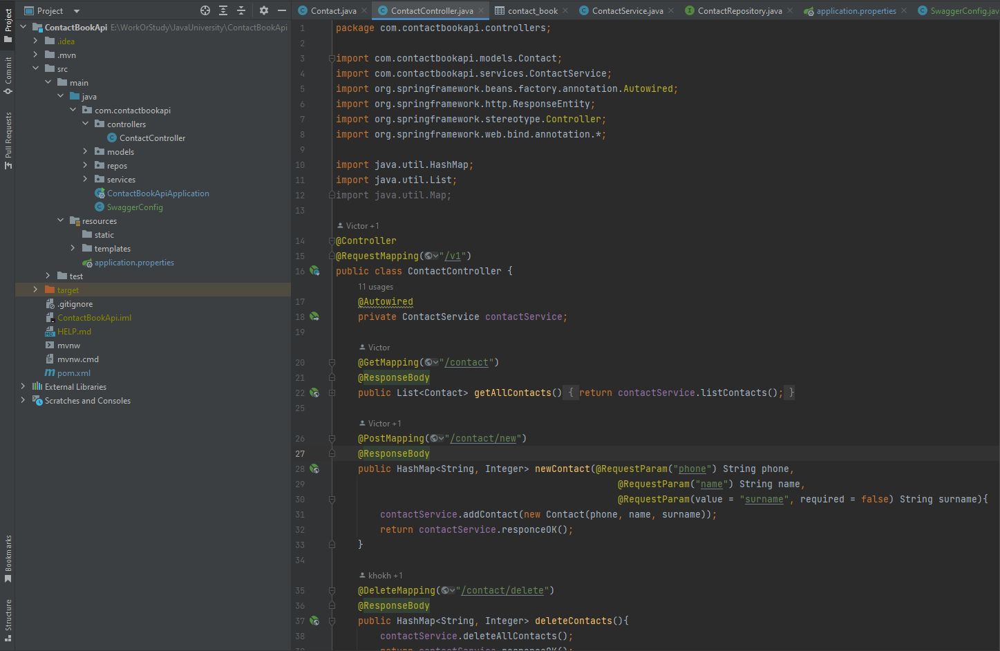 Project
Commit
Pull Requests
Bookmarks
Structure
Project
ContactBookApi E:\WorkOrStudy\JavaUniversity\ContactBookApi
.idea
.mvn
src
main
java
com.contactbookapi
controllers
ContactController
models
repos
services
ContactBookApiApplication
SwaggerConfig
resources
static
templates
application.properties
test
target
.gitignore
ContactBookApi.iml
HELP.md
mvnw
mvnw.cmd
pom.xml
External Libraries
Scratches and Consoles
Contact.java ContactController.java contact_book ContactService.java ContactRepository.java application.properties SwaggerConfig.jav
1 package com.contactbookapi.controllers;
2
3 import com.contactbookapi.models.Contact;
4 import com.contactbookapi.services.ContactService;
5 import org.springframework.beans.factory.annotation.Autowired;
6 import org.springframework.http.ResponseEntity;
7 import org.springframework.stereotype.Controller;
8 import org.springframework.web.bind.annotation.*;
9
10 import java.util.HashMap;
11 import java.util.List;
12 import java.util.Map;
13
Victor +1
14 @Controller
15 @RequestMapping("/v1")
16 public class ContactController {
11 usages
17 @Autowired
18 private ContactService contactService;
19
Victor
20 @GetMapping("/contact")
21 @ResponseBody
22 public List<Contact> getAllContacts() { return contactService.listContacts(); }
25
Victor +1
26 @PostMapping("/contact/new")
27 @ResponseBody
28 public HashMap<String, Integer> newContact(@RequestParam("phone") String phone,
29 @RequestParam("name") String name,
30 @RequestParam(value = "surname", required = false) String surname){
31 contactService.addContact(new Contact(phone, name, surname));
32 return contactService.responceOK();
33 }
34
khokh +1
35 @DeleteMapping("/contact/delete")
36 @ResponseBody
37 public HashMap<String, Integer> deleteContacts(){
38 contactService.deleteAllContacts();
39 return contactService.responceOK();